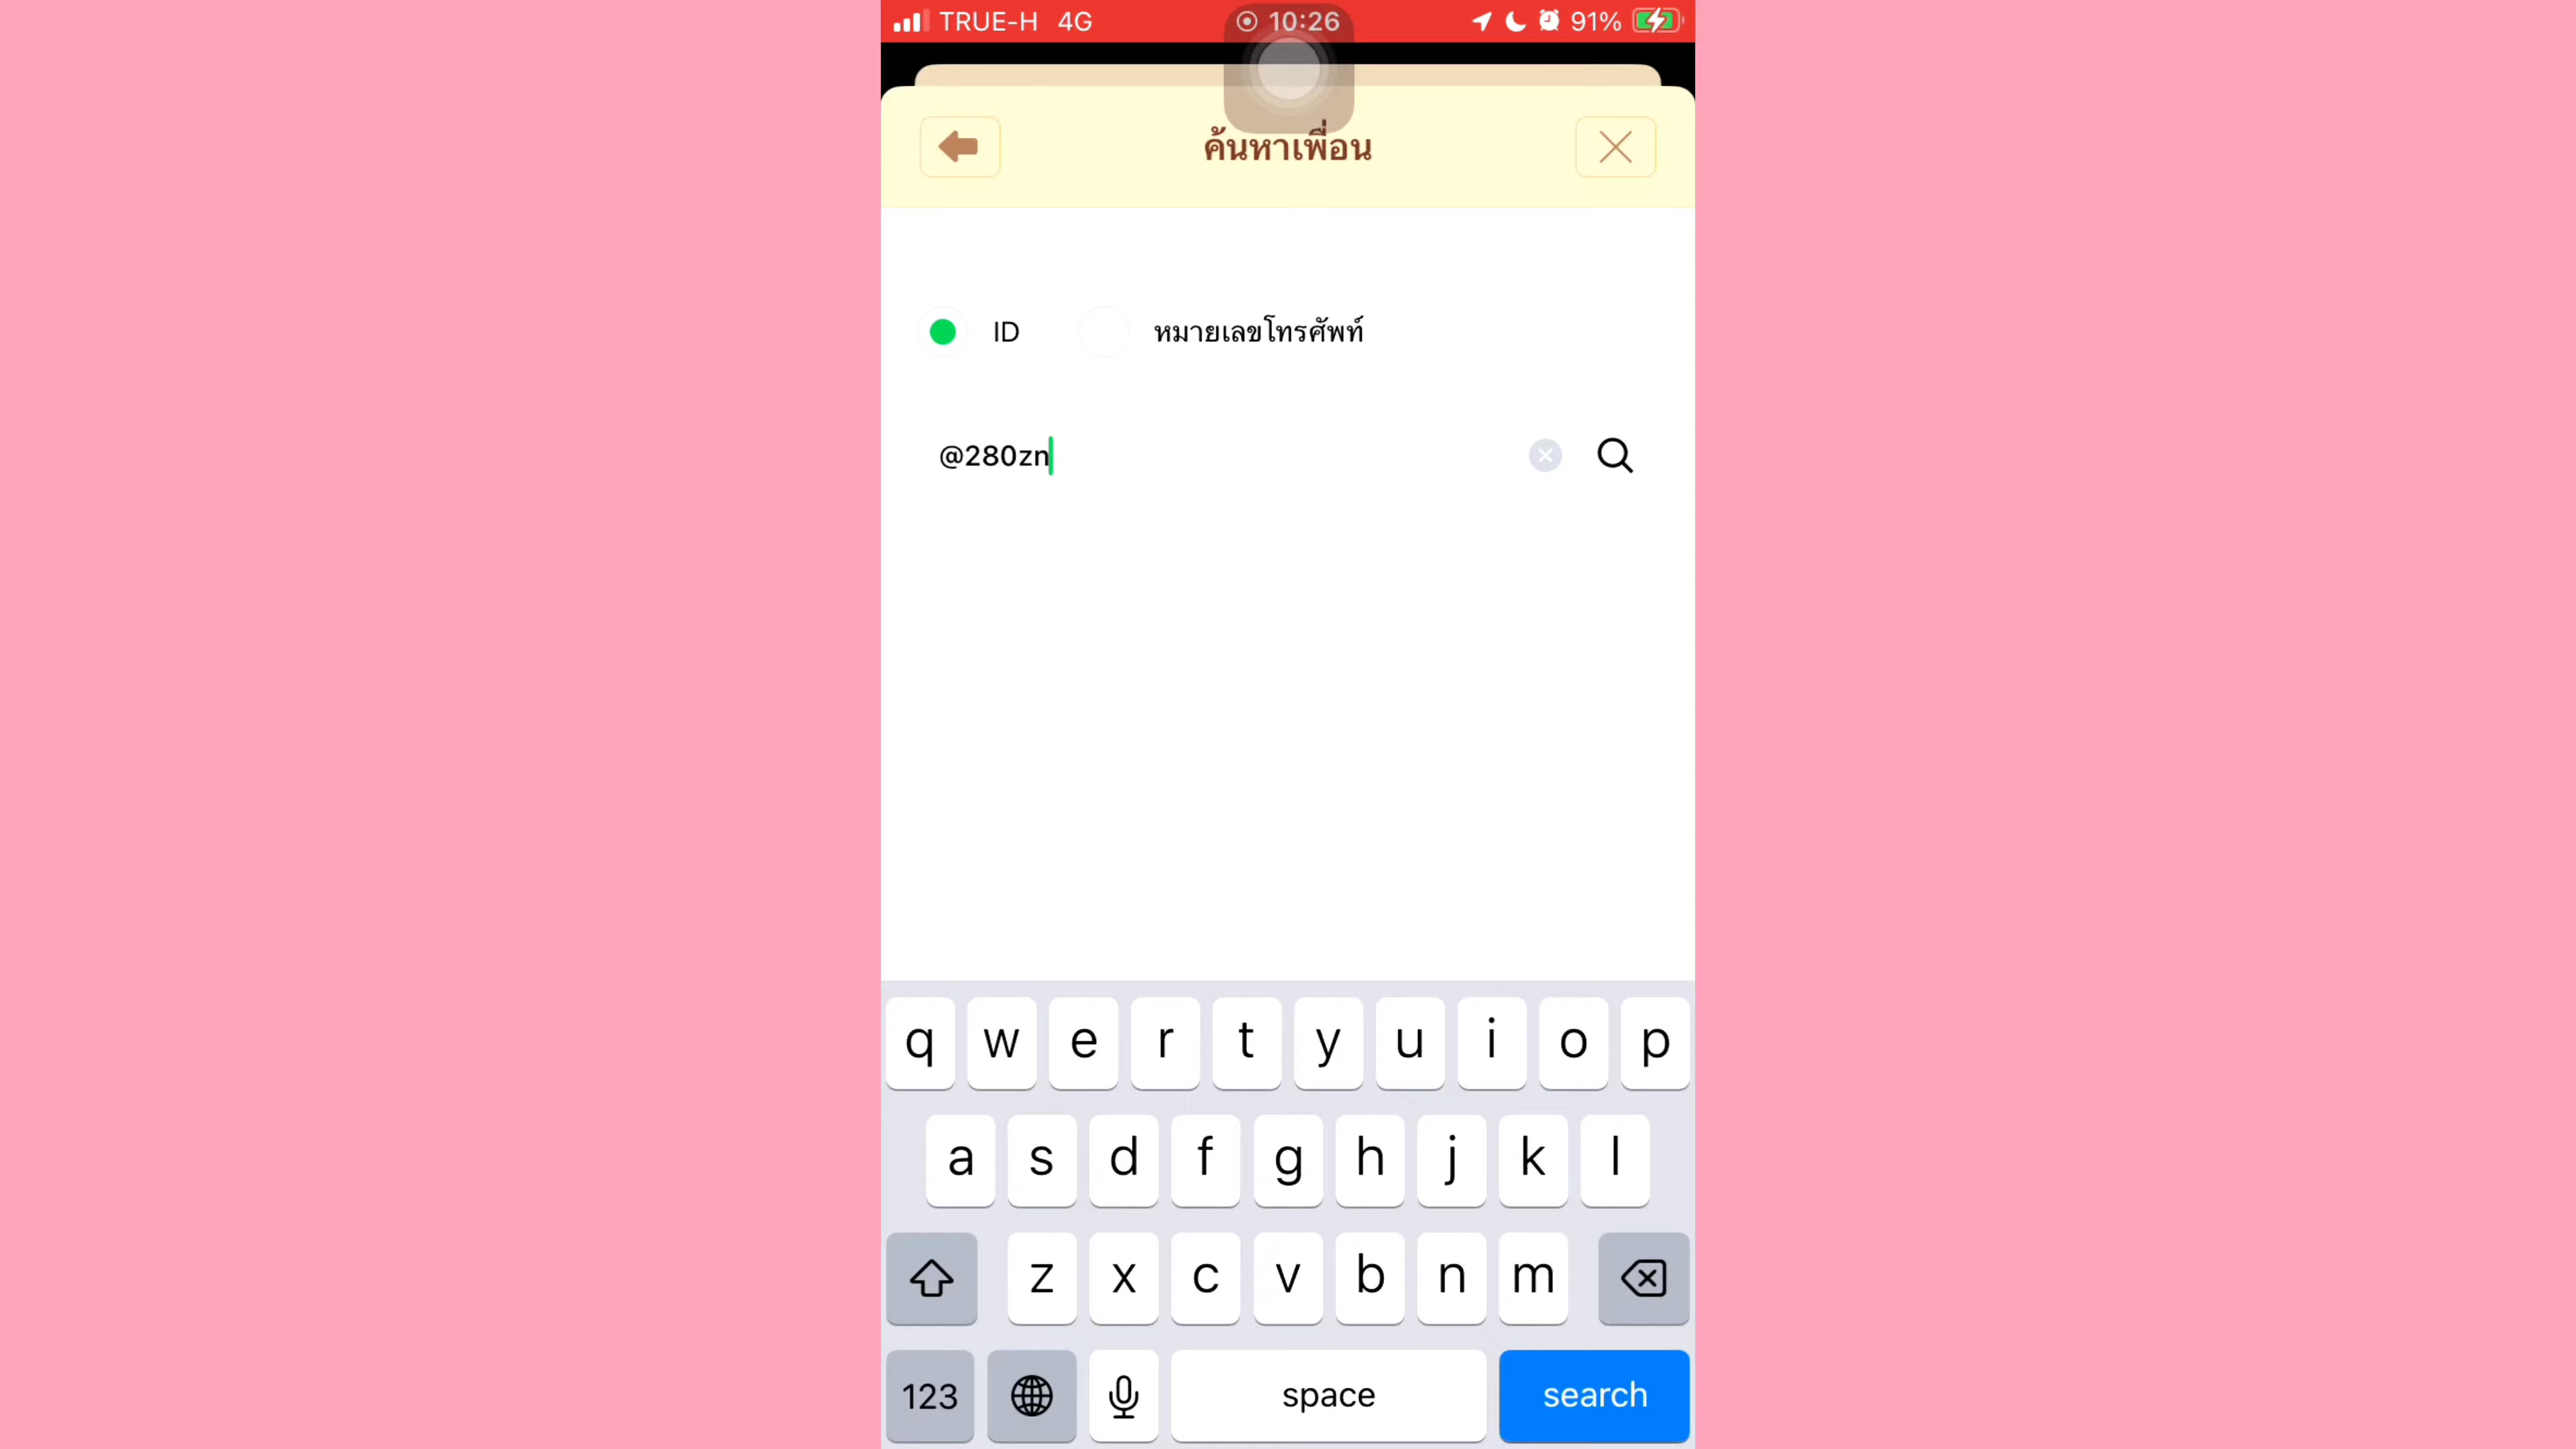 TRUE-H 4G 10:26 91%
ค้นหาเพื่อน
ID หมายเลขโทรศัพท์
@280zn
q w e r t y u i o p
a s d f g h j k l
z x c v b n m
123 space search